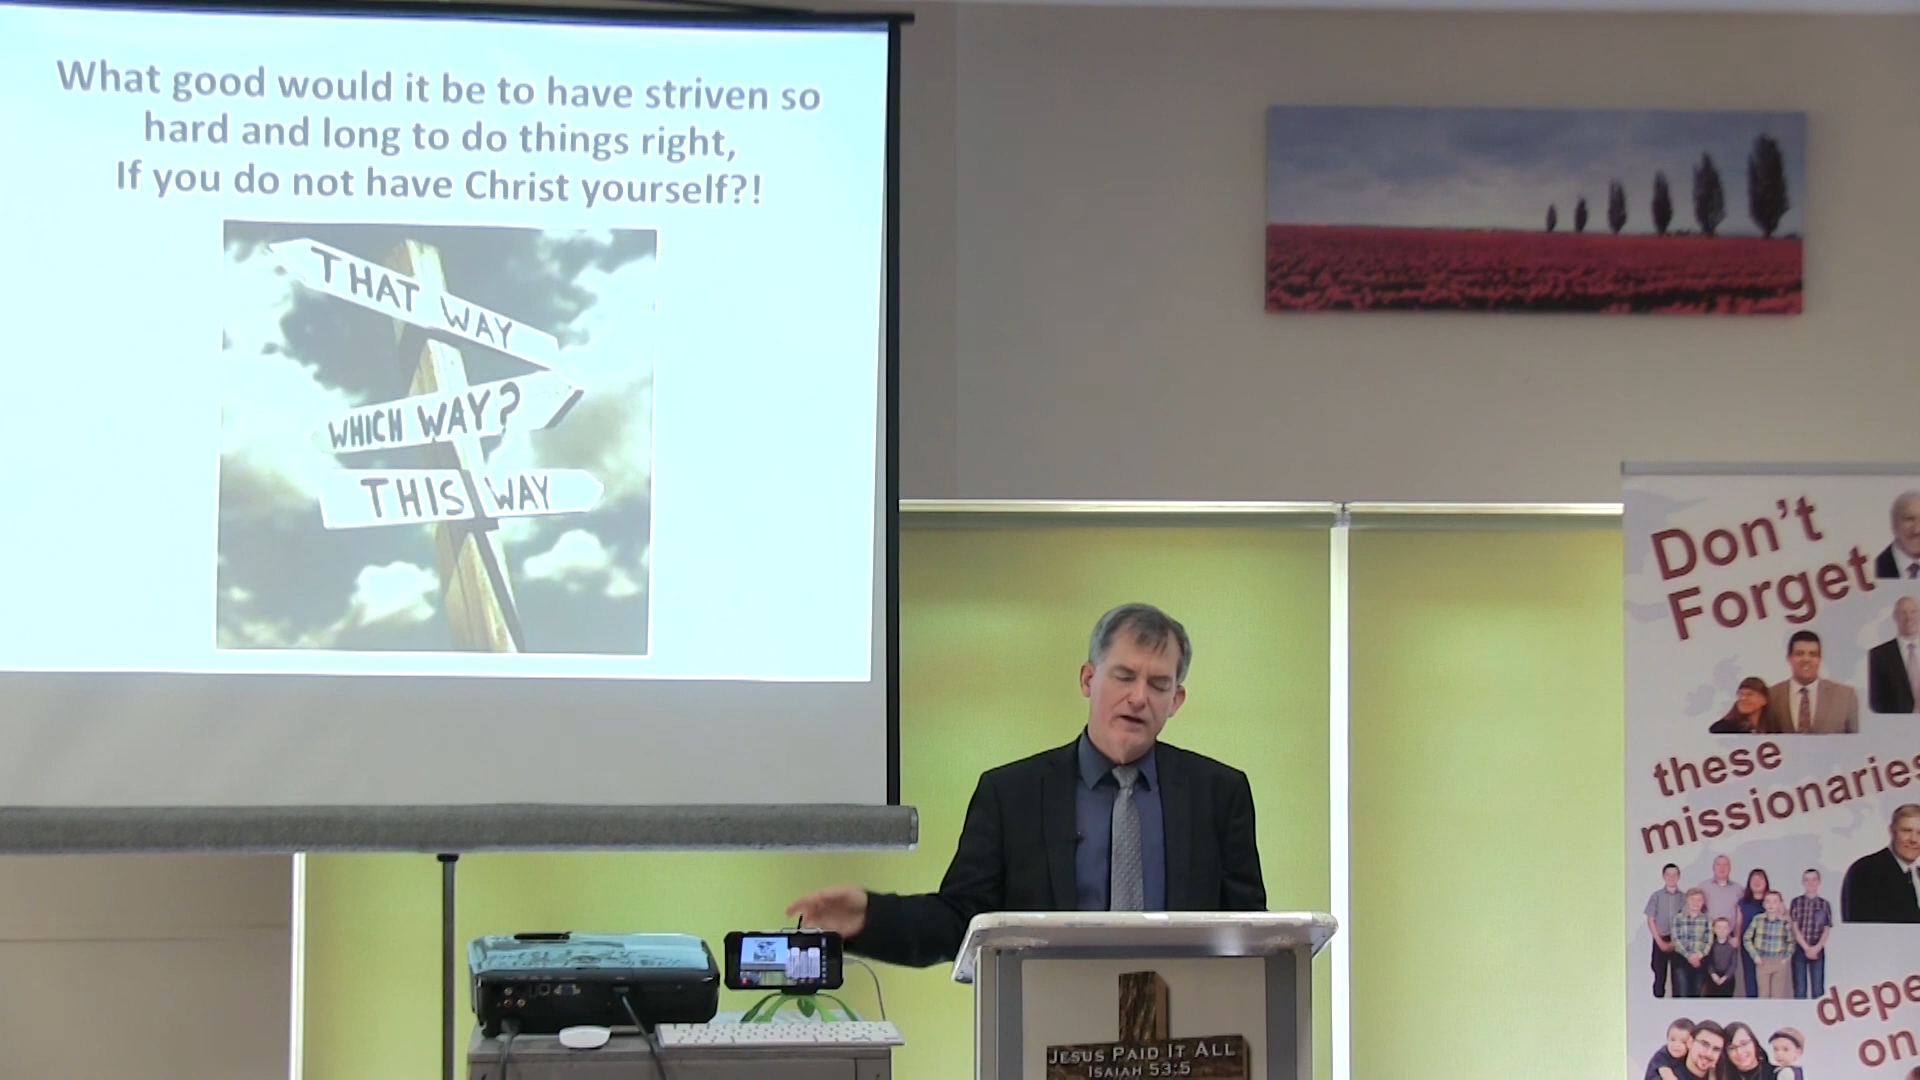 What good would it be to have striven so
hard and long to do things right,
If you do not have Christ yourself?!
THAT WAY
WHICH WAY?
THIS WAY
Don't
Forget
these
missionaries
on
JESUS PAID IT ALL
ISAIAH 53:5